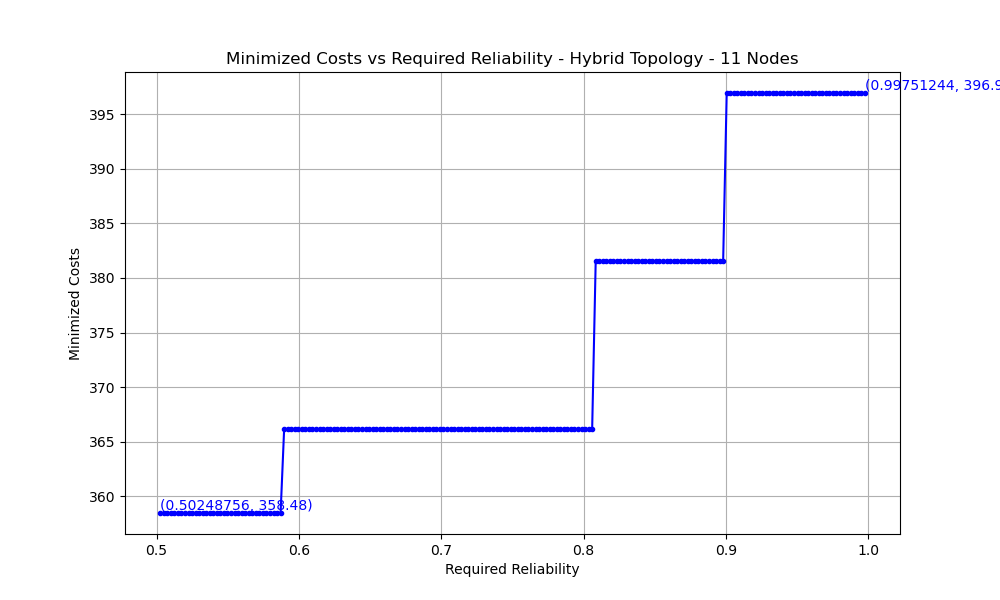 Minimized Costs vs Required Reliability - Hybrid Topology - 11 Nodes
(0.99751244, 396.9
395
390
385
380
375
370
365
360
Minimized Costs
(0.50248756, 358.48)
0.5 0.6 0.7 0.8 0.9 1.0
Required Reliability